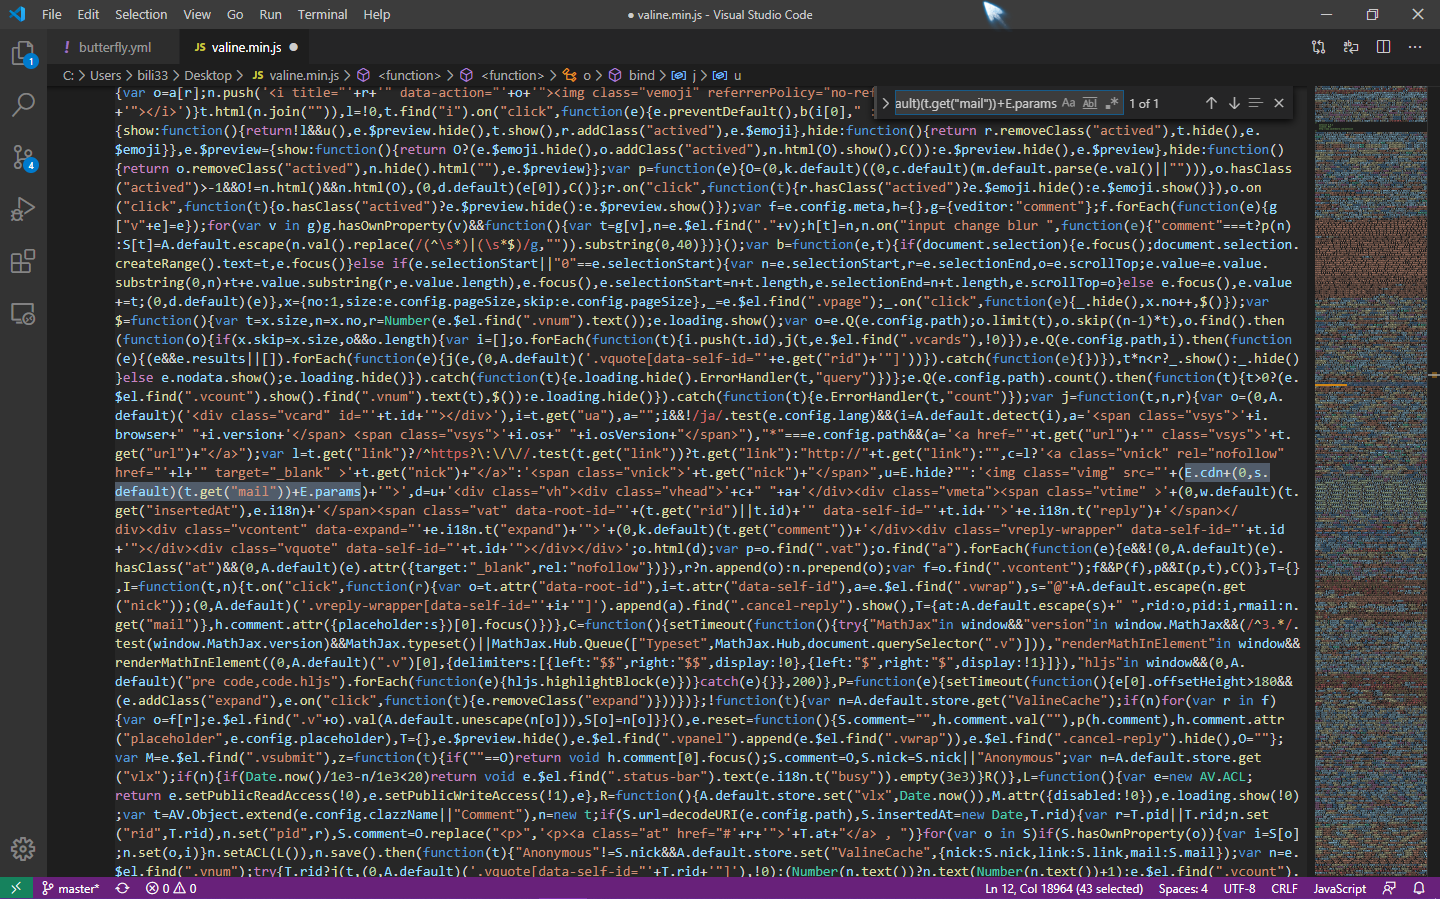 File Edit Selection View Go Run Terminal Help
● valine.min.js - Visual Studio Code
! butterfly.yml
JS valine.min.js ●
C: > Users > bili33 > Desktop > JS valine.min.js > <function> > <function> > o > bind > j > u
ault)(t.get("mail"))+E.params Aa Abl .* 1 of 1
{var o=a[r];n.push('<i title="'+r+'" data-action="'+o+'"><img class="vemoji" referrerPolicy="no-ref
+'"></i>')}t.html(n.join("")),l=!0,t.find("i").on("click",function(e){e.preventDefault(),b(i[0],"
{show:function(){return!l&&u(),e.$preview.hide(),t.show(),r.addClass("actived"),e.$emoji},hide:function(){return r.removeClass("actived"),t.hide(),e.
$emoji}},e.$preview={show:function(){return O?(e.$emoji.hide(),o.addClass("actived"),n.html(O).show(),C()):e.$preview.hide(),e.$preview},hide:function()
{return o.removeClass("actived"),n.hide().html(""),e.$preview}};var p=function(e){O=(0,k.default)((0,c.default)(m.default.parse(e.val()||""))),o.hasClass
("actived")>-1&&O!=n.html()&&n.html(O),(0,d.default)(e[0]),C()};r.on("click",function(t){r.hasClass("actived")?e.$emoji.hide():e.$emoji.show()}),o.on
("click",function(t){o.hasClass("actived")?e.$preview.hide():e.$preview.show()});var f=e.config.meta,h={},g={veditor:"comment"};f.forEach(function(e){g
["v"+e]=e});for(var v in g)g.hasOwnProperty(v)&&function(){var t=g[v],n=e.$el.find("."+v);h[t]=n,n.on("input change blur ",function(e){"comment"===t?p(n)
:S[t]=A.default.escape(n.val().replace(/(^\s*)|(\s*$)/g,"")).substring(0,40)})}();var b=function(e,t){if(document.selection){e.focus();document.selection.
createRange().text=t,e.focus()}else if(e.selectionStart||"0"==e.selectionStart){var n=e.selectionStart,r=e.selectionEnd,o=e.scrollTop;e.value=e.value.
substring(0,n)+t+e.value.substring(r,e.value.length),e.focus(),e.selectionStart=n+t.length,e.selectionEnd=n+t.length,e.scrollTop=o}else e.focus(),e.value
+=t;(0,d.default)(e)},x={no:1,size:e.config.pageSize,skip:e.config.pageSize},_=e.$el.find(".vpage");_.on("click",function(e){_.hide(),x.no++,$()});var
$=function(){var t=x.size,n=x.no,r=Number(e.$el.find(".vnum").text());e.loading.show();var o=e.Q(e.config.path);o.limit(t),o.skip((n-1)*t),o.find().then
(function(o){if(x.skip=x.size,o&&o.length){var i=[];o.forEach(function(t){i.push(t.id),j(t,e.$el.find(".vcards"),!0)}),e.Q(e.config.path,i).then(function
(e){(e&&e.results||[]).forEach(function(e){j(e,(0,A.default)('.vquote[data-self-id="'+e.get("rid")+'"]'))}).catch(function(e){})}),t*n<r?_.show():_.hide()
}else e.nodata.show();e.loading.hide()}).catch(function(t){e.loading.hide().ErrorHandler(t,"query")})};e.Q(e.config.path).count().then(function(t){t>0?(e.
$el.find(".vcount").show().find(".vnum").text(t),$()):e.loading.hide()}).catch(function(t){e.ErrorHandler(t,"count")});var j=function(t,n,r){var o=(0,A.
default)('<div class="vcard" id="'+t.id+'"></div>'),i=t.get("ua"),a="";i&&!/ja/.test(e.config.lang)&&(i=A.default.detect(i),a='<span class="vsys">'+i.
browser+" "+i.version+'</span> <span class="vsys">'+i.os+" "+i.osVersion+"</span>"),"*"===e.config.path&&(a='<a href="'+t.get("url")+'" class="vsys">'+t.
get("url")+"</a>");var l=t.get("link")?/^https?\:\/\//.test(t.get("link"))?t.get("link"):"http://"+t.get("link"):"",c=l?'<a class="vnick" rel="nofollow"
href="'+l+'" target="_blank" >'+t.get("nick")+"</a>":'<span class="vnick">'+t.get("nick")+"</span>",u=E.hide?"":'<img class="vimg" src="'+(E.cdn+(0,s.
default)(t.get("mail"))+E.params)+'">',d=u+'<div class="vh"><div class="vhead">'+c+" "+a+'</div><div class="vmeta"><span class="vtime" >'+(0,w.default)(t.
get("insertedAt"),e.i18n)+'</span><span class="vat" data-root-id="'+(t.get("rid")||t.id)+'" data-self-id="'+t.id+'">'+e.i18n.t("reply")+'</span></
div><div class="vcontent" data-expand="'+e.i18n.t("expand")+'">'+(0,k.default)(t.get("comment"))+'</div><div class="vreply-wrapper" data-self-id="'+t.id
+'"></div><div class="vquote" data-self-id="'+t.id+'"></div></div>';o.html(d);var p=o.find(".vat");o.find("a").forEach(function(e){e&&!(0,A.default)(e).
hasClass("at")&&(0,A.default)(e).attr({target:"_blank",rel:"nofollow"})}),r?n.append(o):n.prepend(o);var f=o.find(".vcontent");f&&P(f),p&&I(p,t),C()},T={}
,I=function(t,n){t.on("click",function(r){var o=t.attr("data-root-id"),i=t.attr("data-self-id"),a=e.$el.find(".vwrap"),s="@"+A.default.escape(n.get
("nick"));(0,A.default)('.vreply-wrapper[data-self-id="'+i+'"]').append(a).find(".cancel-reply").show(),T={at:A.default.escape(s)+" ",rid:o,pid:i,rmail:n.
get("mail")},h.comment.attr({placeholder:s})[0].focus()})},C=function(){setTimeout(function(){try{"MathJax"in window&&"version"in window.MathJax&&(/^3.*/.
test(window.MathJax.version)&&MathJax.typeset()||MathJax.Hub.Queue(["Typeset",MathJax.Hub,document.querySelector(".v")])),"renderMathInElement"in window&&
renderMathInElement((0,A.default)(".v")[0],{delimiters:[{left:"$$",right:"$$",display:!0},{left:"$",right:"$",display:!1}]}),"hljs"in window&&(0,A.
default)("pre code,code.hljs").forEach(function(e){hljs.highlightBlock(e)})}catch(e){}},200)},P=function(e){setTimeout(function(){e[0].offsetHeight>180&&
(e.addClass("expand"),e.on("click",function(t){e.removeClass("expand")}))})};!function(t){var n=A.default.store.get("ValineCache");if(n)for(var r in f)
{var o=f[r];e.$el.find(".v"+o).val(A.default.unescape(n[o])),S[o]=n[o]}}(),e.reset=function(){S.comment="",h.comment.val(""),p(h.comment),h.comment.attr
("placeholder",e.config.placeholder),T={},e.$preview.hide(),e.$el.find(".vpanel").append(e.$el.find(".vwrap")),e.$el.find(".cancel-reply").hide(),O=""};
var M=e.$el.find(".vsubmit"),z=function(t){if(""==O)return void h.comment[0].focus();S.comment=O,S.nick=S.nick||"Anonymous";var n=A.default.store.get
("vlx");if(n){if(Date.now()/1e3-n/1e3<20)return void e.$el.find(".status-bar").text(e.i18n.t("busy")).empty(3e3)}R()},L=function(){var e=new AV.ACL;
return e.setPublicReadAccess(!0),e.setPublicWriteAccess(!1),e},R=function(){A.default.store.set("vlx",Date.now()),M.attr({disabled:!0}),e.loading.show(!0)
;var t=AV.Object.extend(e.config.clazzName||"Comment"),n=new t;if(S.url=decodeURI(e.config.path),S.insertedAt=new Date,T.rid){var r=T.pid||T.rid;n.set
("rid",T.rid),n.set("pid",r),S.comment=O.replace("<p>",'<p><a class="at" href="#'+r+'">'+T.at+"</a> , ")}for(var o in S)if(S.hasOwnProperty(o)){var i=S[o]
;n.set(o,i)}n.setACL(L()),n.save().then(function(t){"Anonymous"!=S.nick&&A.default.store.set("ValineCache",{nick:S.nick,link:S.link,mail:S.mail});var n=e.
$el.find(".vnum");try{T.rid?j(t,(0,A.default)('.vquote[data-self-id="'+T.rid+'"]'),!0):(Number(n.text())?n.text(Number(n.text())+1):e.$el.find(".vcount").
1
4
master* 0 0 Ln 12, Col 18964 (43 selected) Spaces: 4 UTF-8 CRLF JavaScript